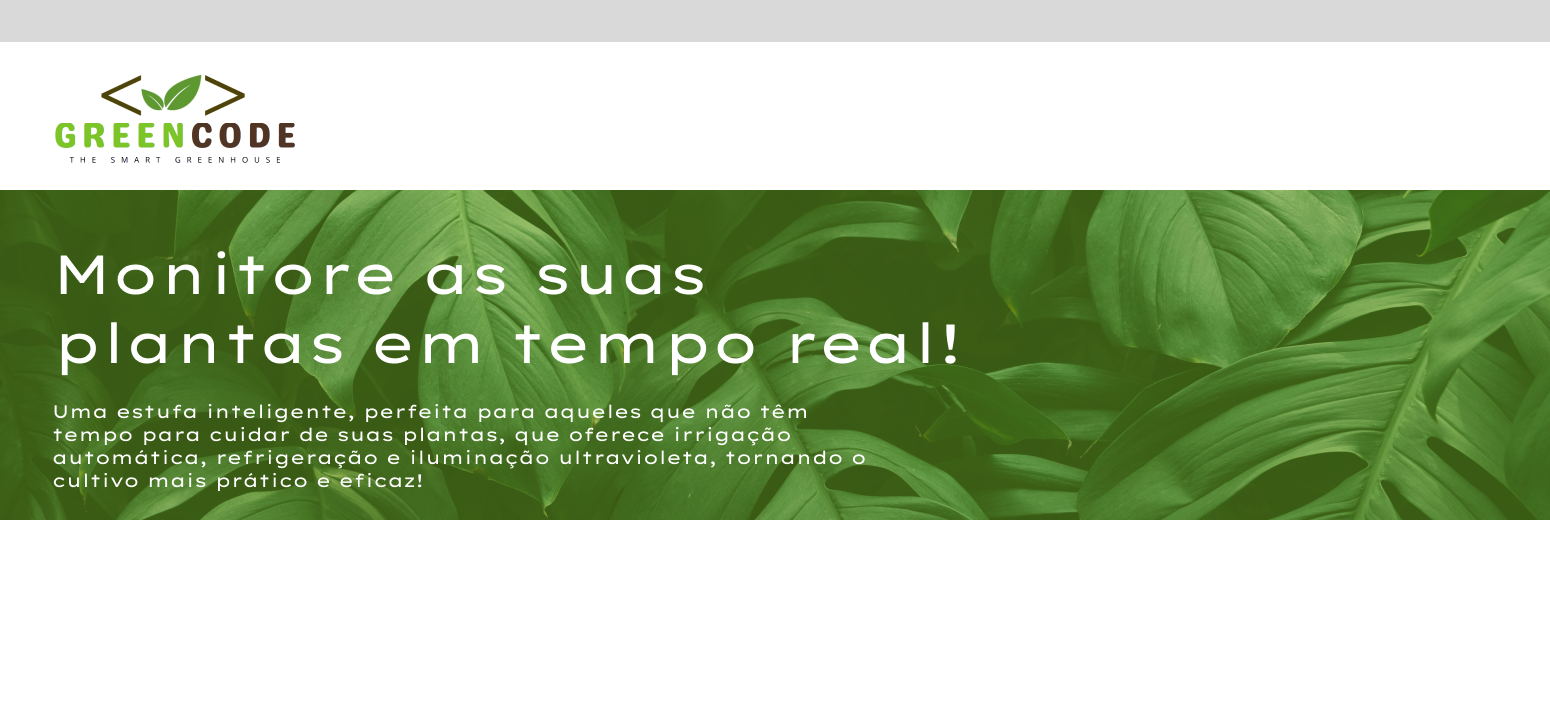 GREENCODE
THE SMART GREENHOUSE
Monitore as suas
plantas em tempo real!
Uma estufa inteligente, perfeita para aqueles que não têm
tempo para cuidar de suas plantas, que oferece irrigação
automática, refrigeração e iluminação ultravioleta, tornando o
cultivo mais prático e eficaz!